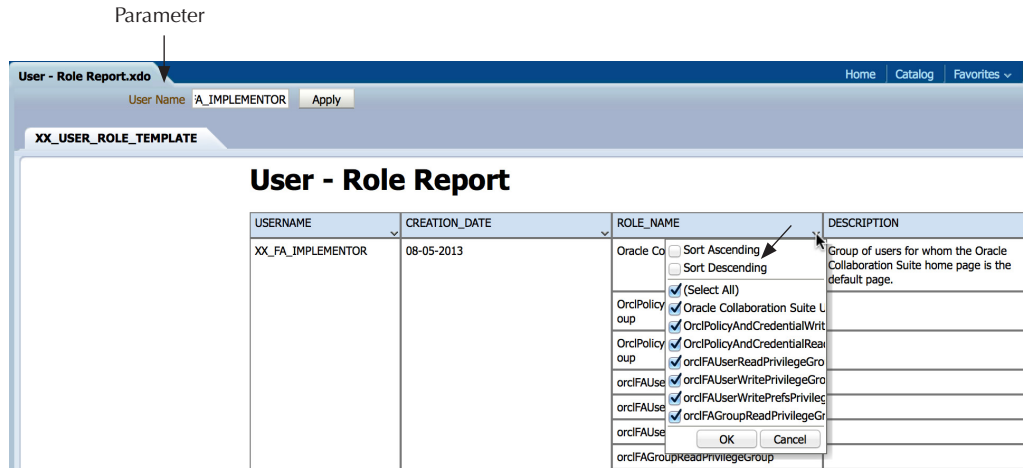 Parameter
User - Role Report.xdo
Home Catalog Favorites
User Name A_IMPLEMENTOR Apply
XX_USER_ROLE_TEMPLATE
User - Role Report
USERNAME CREATION_DATE ROLE_NAME DESCRIPTION
XX_FA_IMPLEMENTOR 08-05-2013 Oracle Co
Group of users for whom the Oracle
Collaboration Suite home page is the
default page.
OrclPolicy
oup
OrclPolicy
oup
orclFAUse
orclFAUse
orclFAUse
orclFAGroupReadPrivilegeGroup
Sort Ascending
Sort Descending
(Select All)
Oracle Collaboration Suite U
OrclPolicyAndCredentialWrit
OrclPolicyAndCredentialRea
orclFAUserReadPrivilegeGro
orclFAUserWritePrivilegeGro
orclFAUserWritePrefsPrivileg
orclFAGroupReadPrivilegeGr
OK Cancel